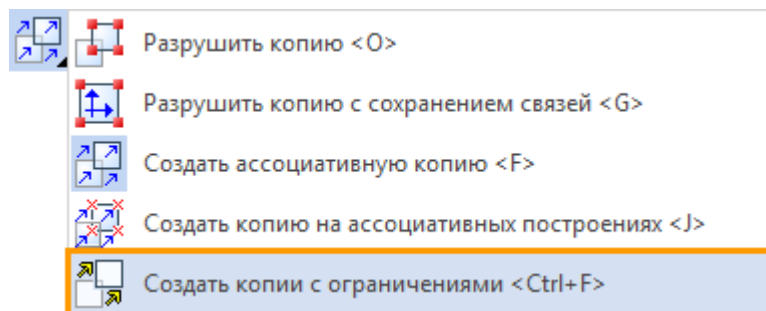 Разрушить копию <O>
Разрушить копию с сохранением связей <G>
Создать ассоциативную копию <F>
Создать копию на ассоциативных построениях <J>
Создать копии с ограничениями <Ctrl+F>